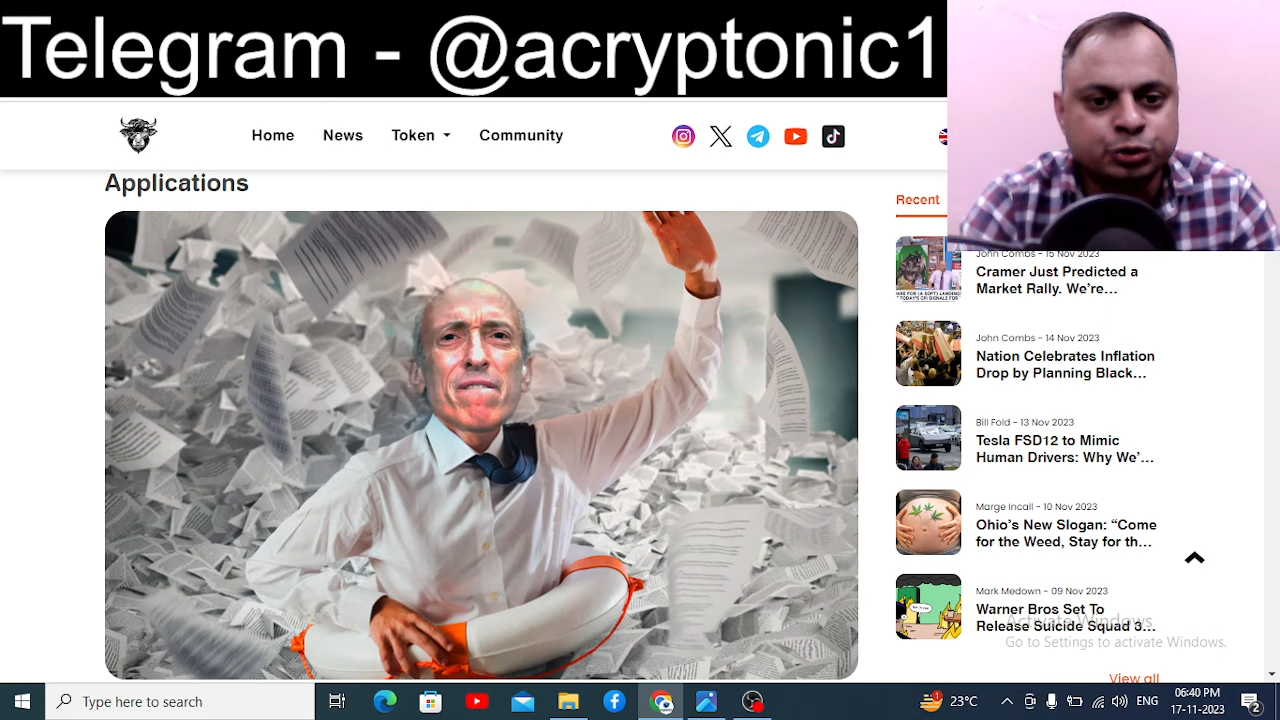 Telegram - @acryptonic1
Home News Token Community
Applications
Recent
John Combs - 15 Nov 2023
Cramer Just Predicted a
Market Rally. We're...
John Combs - 14 Nov 2023
Nation Celebrates Inflation
Drop by Planning Black...
Bill Fold - 13 Nov 2023
Tesla FSD12 to Mimic
Human Drivers: Why We'...
Marge Incall - 10 Nov 2023
Ohio's New Slogan: “Come
for the Weed, Stay for th...
Mark Medown - 09 Nov 2023
Warner Bros Set To
Release Suicide Squad 3...
View all
Activate Windows
Go to Settings to activate Windows.
Type here to search
1
23°C
ENG
06:40 PM
17-11-2023
2